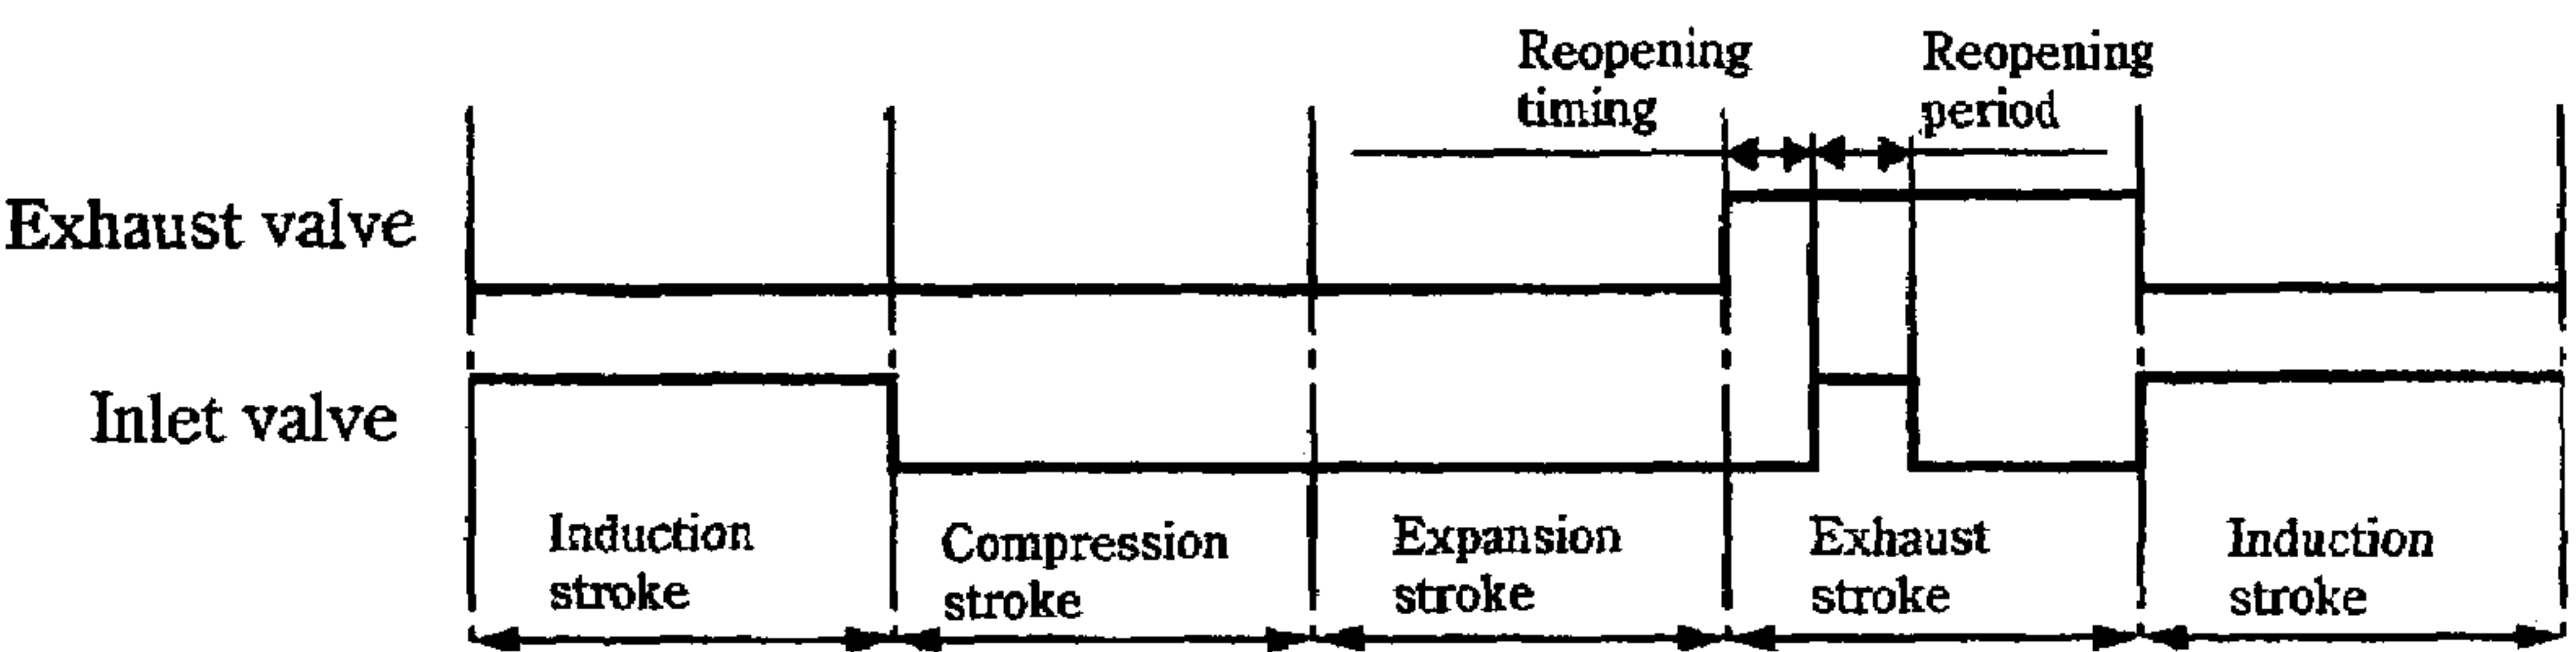 Reopening
timing
Reopening
period
Exhaust valve
Inlet valve
Induction
stroke
Compression
stroke
Expansion
stroke
Exhaust
stroke
Induction
stroke